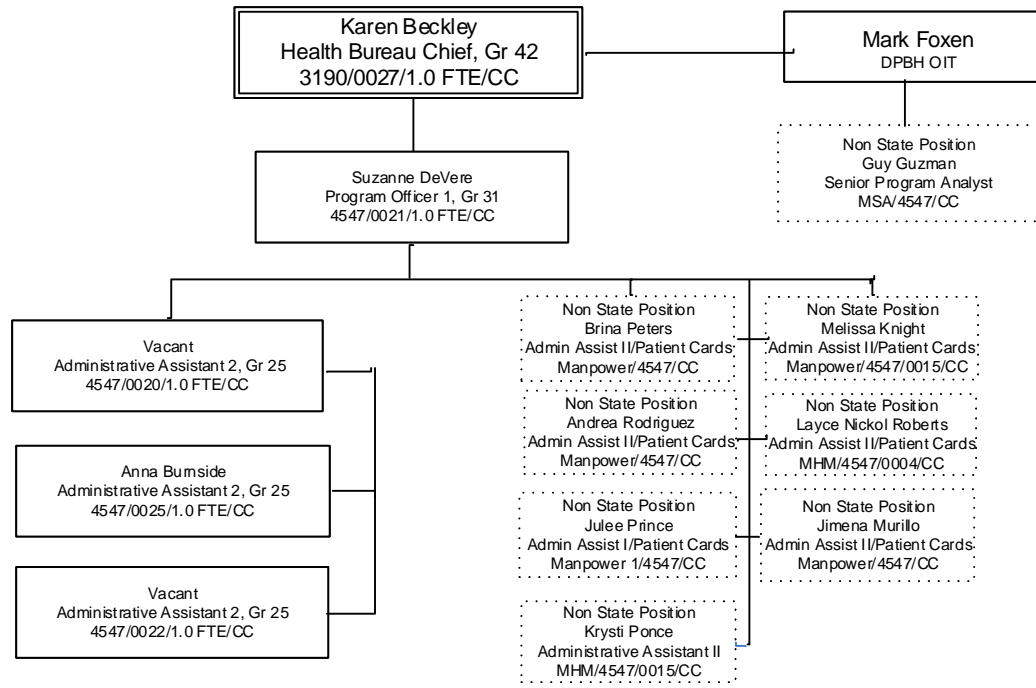 Karen Beckley
Health Bureau Chief, Gr 42
3190/0027/1.0 FTE/CC
Mark Foxen
DPBH OIT
Non State Position
Guy Guzman
Senior Program Analyst
MSA/4547/CC
Suzanne DeVere
Program Officer 1, Gr 31
4547/0021/1.0 FTE/CC
Vacant
Administrative Assistant 2, Gr 25
4547/0020/1.0 FTE/CC
Anna Burnside
Administrative Assistant 2, Gr 25
4547/0025/1.0 FTE/CC
Vacant
Administrative Assistant 2, Gr 25
4547/0022/1.0 FTE/CC
Non State Position
Brina Peters
Admin Assist II/Patient Cards
Manpower/4547/CC
Non State Position
Melissa Knight
Admin Assist II/Patient Cards
Manpower/4547/0015/CC
Non State Position
Andrea Rodriguez
Admin Assist II/Patient Cards
Manpower/4547/CC
Non State Position
Layce Nickol Roberts
Admin Assist II/Patient Cards
MHM/4547/0004/CC
Non State Position
Julee Prince
Admin Assist I/Patient Cards
Manpower 1/4547/CC
Non State Position
Jimena Murillo
Admin Assist II/Patient Cards
Manpower/4547/CC
Non State Position
Krysti Ponce
Administrative Assistant II
MHM/4547/0015/CC